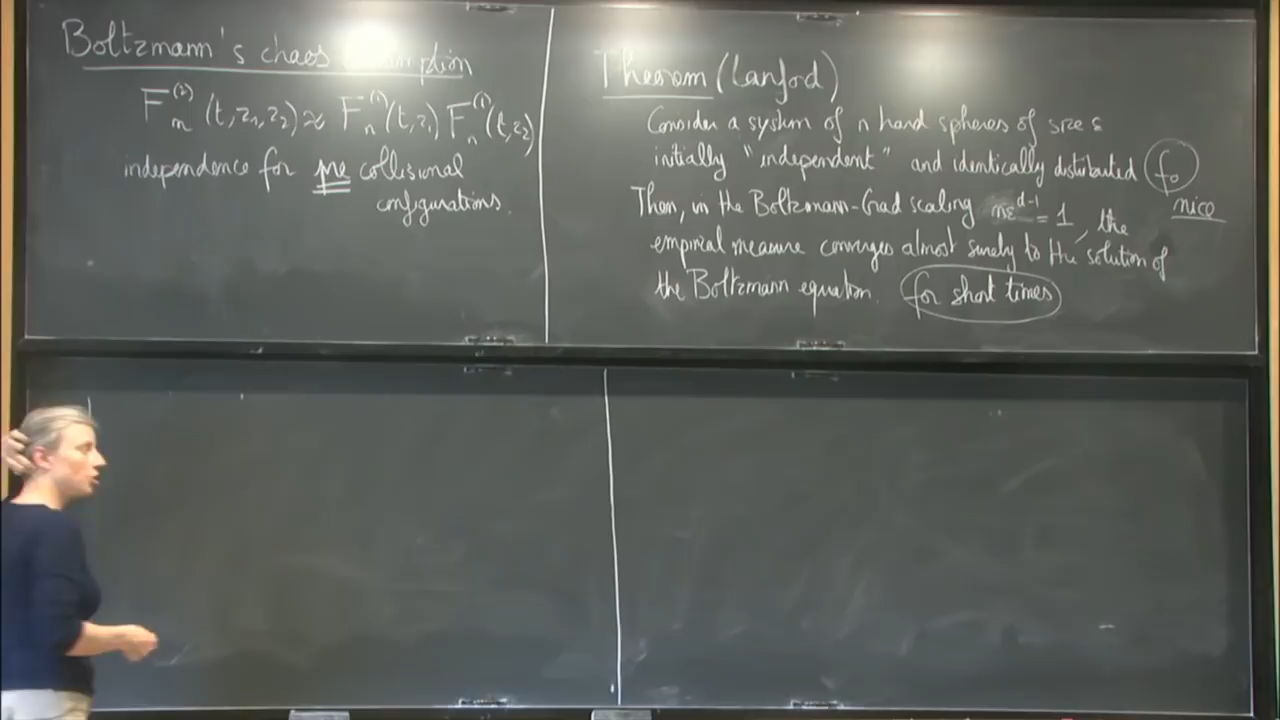 Boltzmann's chaos
F_n^(2) (t, z_1, z_2) ≈ F_n^(1) (t, z_1) F_n^(1) (t, z_2)
independence for pre collisional
configurations.
Theorem (Lanford)
Consider a system of n hard spheres of size ε
initially "independent" and identically distributed f_0
nice
Then, in the Boltzmann-Grad scaling nε^{d-1} = 1, the
empirical measure converges almost surely to the solution of
the Boltzmann equation. for short times